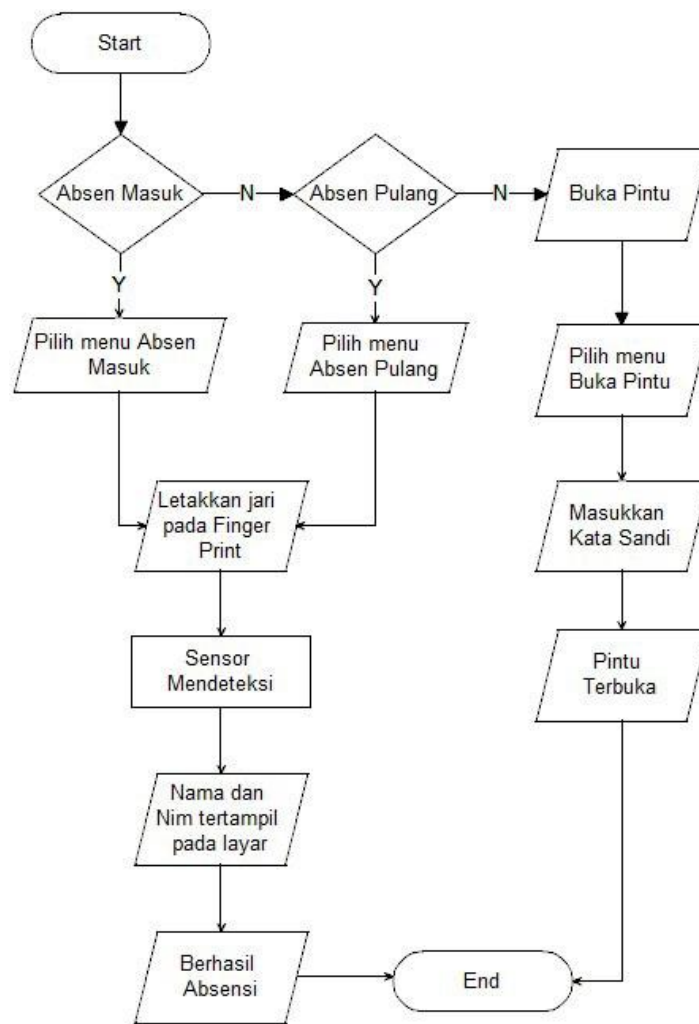 Start
Absen Masuk
N
Absen Pulang
N
Buka Pintu
Y
Y
Pilih menu Absen
Masuk
Pilih menu
Absen Pulang
Pilih menu
Buka Pintu
Letakkan jari
pada Finger
Print
Masukkan
Kata Sandi
Sensor
Mendeteksi
Pintu
Terbuka
Nama dan
Nim tertampil
pada layar
Berhasil
Absensi
End